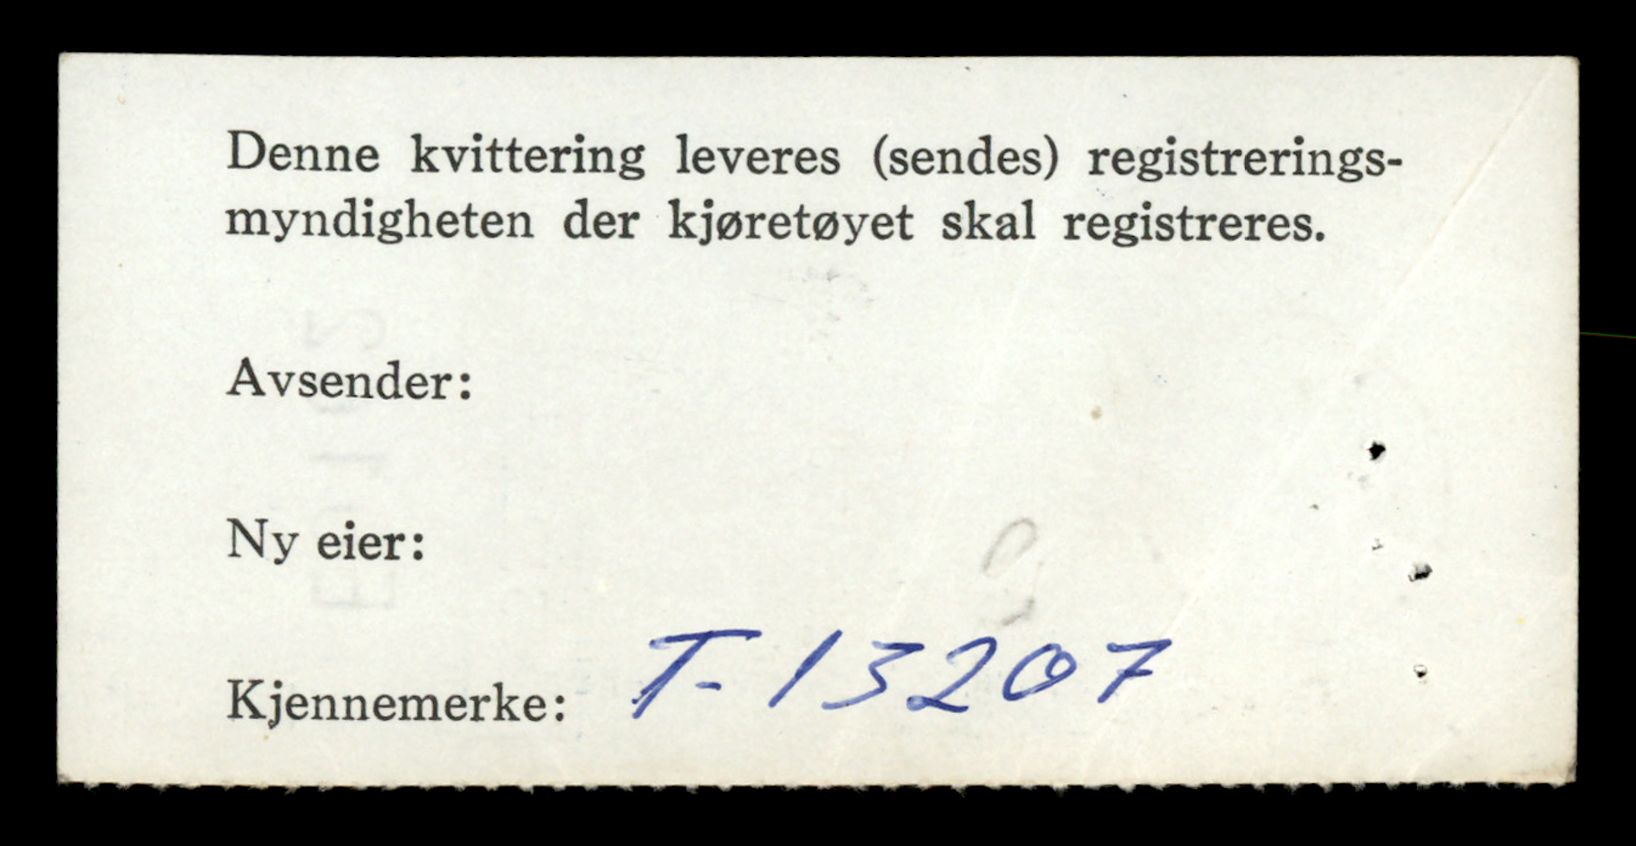 Denne kvittering leveres (sendes) registrerings-
myndigheten der kjøretøyet skal registreres.
Avsender:
Ny eier:
Kjennemerke: T-13207